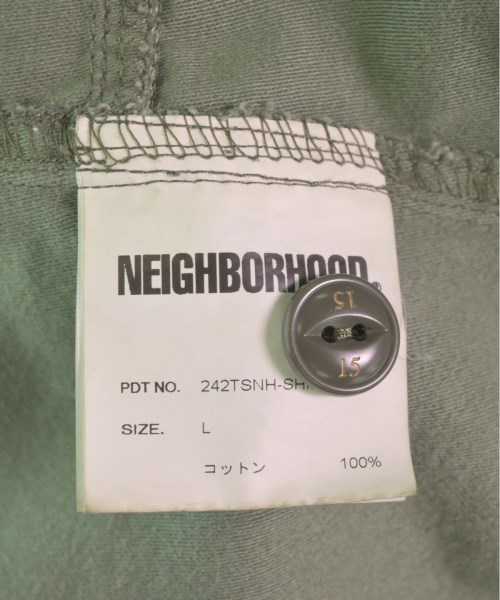 NEIGHBORHOOD
15
15
PDT NO. 242TSNH-SH
SIZE. L
コットン 100%